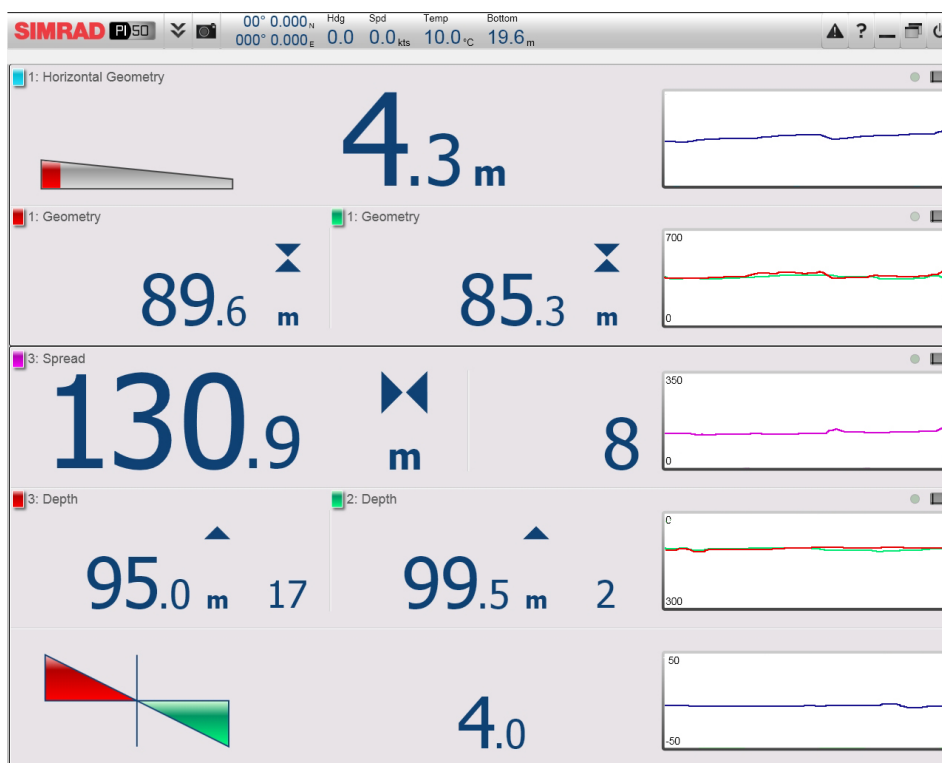 SIMRAD PI 50
00° 0.000 N Hdg Spd Temp Bottom
000° 0.000 E 0.0 0.0 kts 10.0 °C 19.6 m
?
1: Horizontal Geometry
4.3 m
1: Geometry
89.6 m
1: Geometry
85.3 m
700
0
3: Spread
130.9 m
8
350
0
3: Depth
95.0 m 17
2: Depth
99.5 m 2
0
300
4.0
50
-50